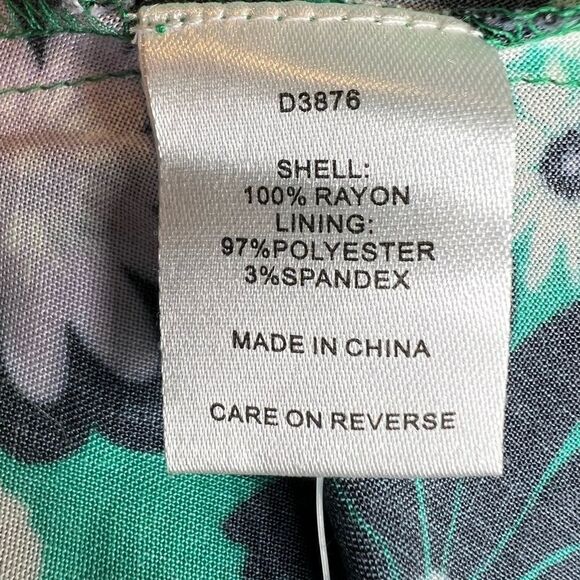 D3876
SHELL:
100% RAYON
LINING:
97%POLYESTER
3%SPANDEX
MADE IN CHINA
CARE ON REVERSE